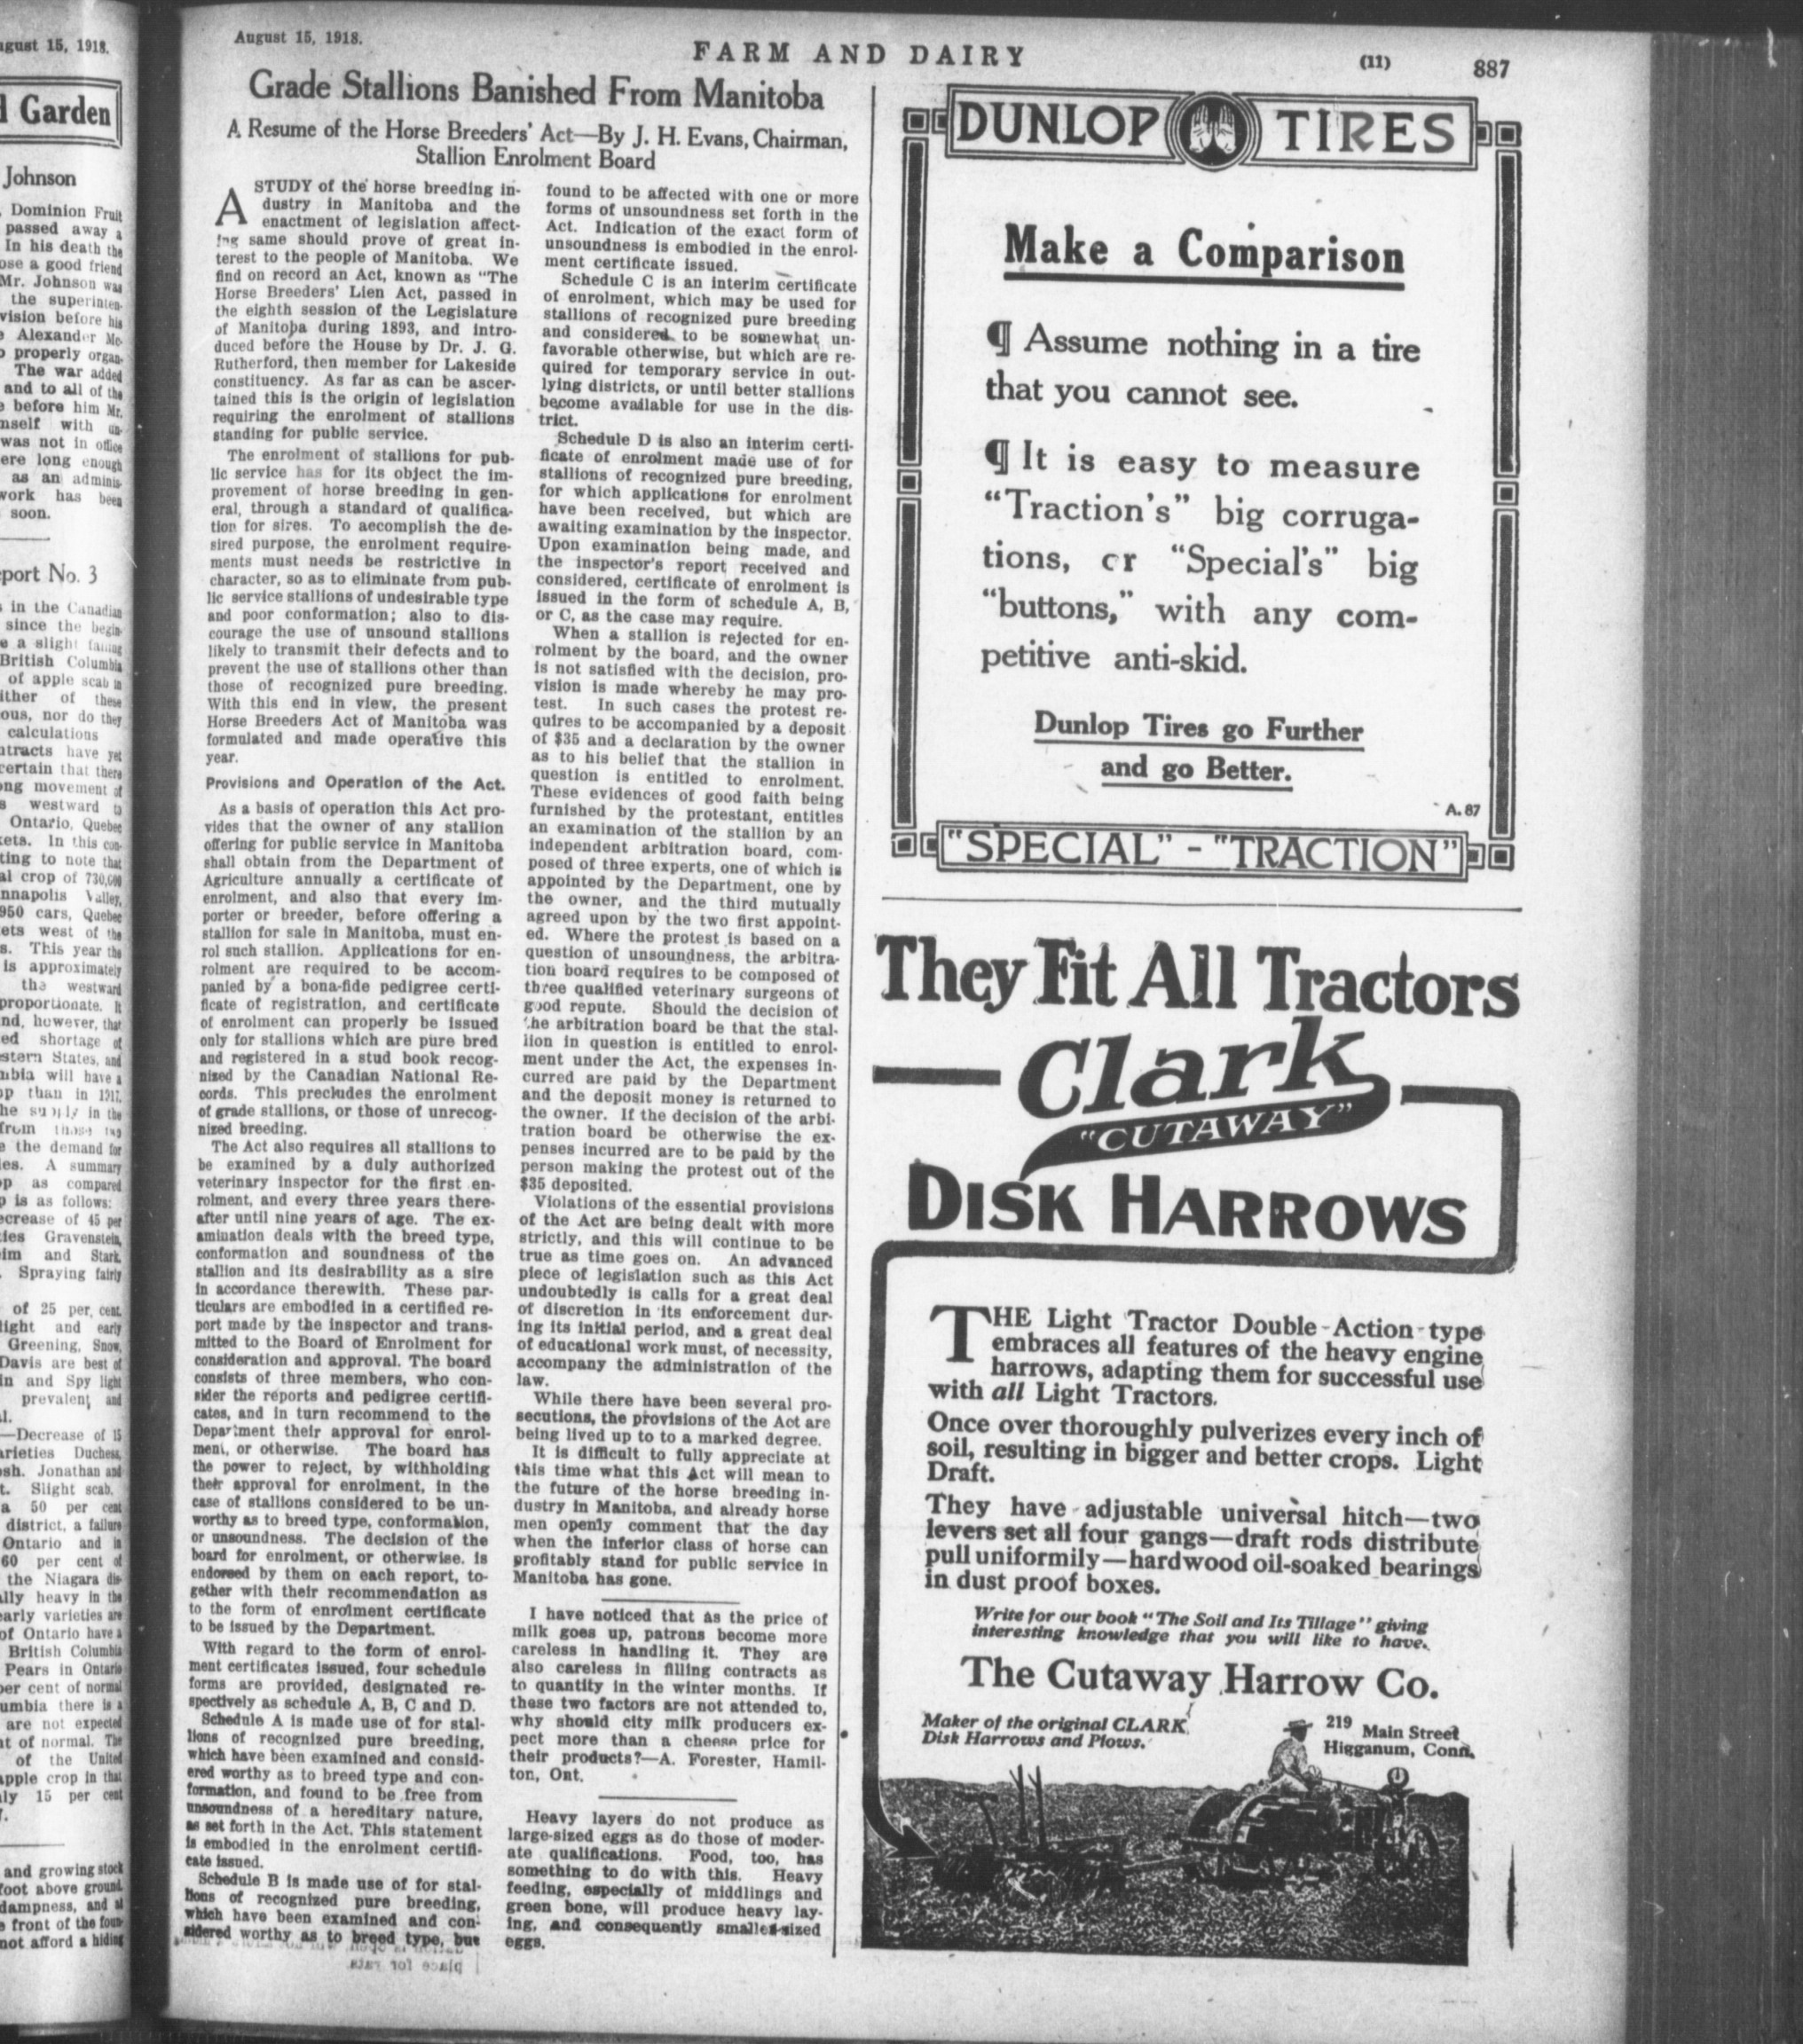 August 15, 1918.
FARM AND DAIRY
(11)
887
Grade Stallions Banished From Manitoba
A Resume of the Horse Breeders' Act—By J. H. Evans, Chairman,
Stallion Enrolment Board
A STUDY of the horse breeding in-
dustry in Manitoba and the
enactment of legislation affect-
ing same should prove of great in-
terest to the people of Manitoba. We
find on record an Act, known as "The
Horse Breeders' Lien Act, passed in
the eighth session of the Legislature
of Manitoba during 1893, and intro-
duced before the House by Dr. J. G.
Rutherford, then member for Lakeside
constituency. As far as can be ascer-
tained this is the origin of legislation
requiring the enrolment of stallions
standing for public service.
The enrolment of stallions for pub-
lic service has for its object the im-
provement of horse breeding in gen-
eral, through a standard of qualifica-
tion for sires. To accomplish the de-
sired purpose, the enrolment require-
ments must needs be restrictive in
character, so as to eliminate from pub-
lic service stallions of undesirable type
and poor conformation; also to dis-
courage the use of unsound stallions
likely to transmit their defects and to
prevent the use of stallions other than
those of recognized pure breeding.
With this end in view, the present
Horse Breeders Act of Manitoba was
formulated and made operative this
year.
Provisions and Operation of the Act.
As a basis of operation this Act pro-
vides that the owner of any stallion
offering for public service in Manitoba
shall obtain from the Department of
Agriculture annually a certificate of
enrolment, and also that every im-
porter or breeder, before offering a
stallion for sale in Manitoba, must en-
rol such stallion. Applications for en-
rolment are required to be accom-
panied by a bona-fide pedigree certi-
ficate of registration, and certificate
of enrolment can properly be issued
only for stallions which are pure bred
and registered in a stud book recog-
nized by the Canadian National Re-
cords. This precludes the enrolment
of grade stallions, or those of unrecog-
nized breeding.
The Act also requires all stallions to
be examined by a duly authorized
veterinary inspector for the first en-
rolment, and every three years there-
after until nine years of age. The ex-
amination deals with the breed type,
conformation and soundness of the
stallion and its desirability as a sire
in accordance therewith. These par-
ticulars are embodied in a certified re-
port made by the inspector and trans-
mitted to the Board of Enrolment for
consideration and approval. The board
consists of three members, who con-
sider the reports and pedigree certifi-
cates, and in turn recommend to the
Department their approval for enrol-
ment, or otherwise. The board has
the power to reject, by withholding
their approval for enrolment, in the
case of stallions considered to be un-
worthy as to breed type, conformation,
or unsoundness. The decision of the
board for enrolment, or otherwise. is
endorsed by them on each report, to-
gether with their recommendation as
to the form of enrolment certificate
to be issued by the Department.
With regard to the form of enrol-
ment certificates issued, four schedule
forms are provided, designated re-
spectively as schedule A, B, C and D.
Schedule A is made use of for stal-
lions of recognized pure breeding,
which have been examined and consid-
ered worthy as to breed type and con-
formation, and found to be free from
unsoundness of a hereditary nature,
as set forth in the Act. This statement
is embodied in the enrolment certifi-
cate issued.
Schedule B is made use of for stal-
lions of recognized pure breeding,
which have been examined and con-
sidered worthy as to breed type, but
found to be affected with one or more
forms of unsoundness set forth in the
Act. Indication of the exact form of
unsoundness is embodied in the enrol-
ment certificate issued.
Schedule C is an interim certificate
of enrolment, which may be used for
stallions of recognized pure breeding
and considered to be somewhat un-
favorable otherwise, but which are re-
quired for temporary service in out-
lying districts, or until better stallions
become available for use in the dis-
trict.
Schedule D is also an interim certi-
ficate of enrolment made use of for
stallions of recognized pure breeding,
for which applications for enrolment
have been received, but which are
awaiting examination by the inspector.
Upon examination being made, and
the inspector's report received and
considered, certificate of enrolment is
issued in the form of schedule A, B,
or C, as the case may require.
When a stallion is rejected for en-
rolment by the board, and the owner
is not satisfied with the decision, pro-
vision is made whereby he may pro-
test. In such cases the protest re-
quires to be accompanied by a deposit
of $35 and a declaration by the owner
as to his belief that the stallion in
question is entitled to enrolment.
These evidences of good faith being
furnished by the protestant, entitles
an examination of the stallion by an
independent arbitration board, com-
posed of three experts, one of which is
appointed by the Department, one by
the owner, and the third mutually
agreed upon by the two first appoint-
ed. Where the protest is based on a
question of unsoundness, the arbitra-
tion board requires to be composed of
three qualified veterinary surgeons of
good repute. Should the decision of
the arbitration board be that the stal-
lion in question is entitled to enrol-
ment under the Act, the expenses in-
curred are paid by the Department
and the deposit money is returned to
the owner. If the decision of the arbi-
tration board be otherwise the ex-
penses incurred are to be paid by the
person making the protest out of the
$35 deposited.
Violations of the essential provisions
of the Act are being dealt with more
strictly, and this will continue to be
true as time goes on. An advanced
piece of legislation such as this Act
undoubtedly is calls for a great deal
of discretion in its enforcement dur-
ing its initial period, and a great deal
of educational work must, of necessity,
accompany the administration of the
law.
While there have been several pro-
secutions, the provisions of the Act are
being lived up to to a marked degree.
It is difficult to fully appreciate at
this time what this Act will mean to
the future of the horse breeding in-
dustry in Manitoba, and already horse
men openly comment that the day
when the inferior class of horse can
profitably stand for public service in
Manitoba has gone.
I have noticed that as the price of
milk goes up, patrons become more
careless in handling it. They are
also careless in filling contracts as
to quantity in the winter months. If
these two factors are not attended to,
why should city milk producers ex-
pect more than a cheese price for
their products?—A. Forester, Hamil-
ton, Ont.
Heavy layers do not produce as
large-sized eggs as do those of moder-
ate qualifications. Food, too, has
something to do with this. Heavy
feeding, especially of middlings and
green bone, will produce heavy lay-
ing, and consequently smaller-sized
eggs.
DUNLOP TIRES
Make a Comparison
¶ Assume nothing in a tire
that you cannot see.
¶ It is easy to measure
"Traction's" big corruga-
tions, or "Special's" big
"buttons," with any com-
petitive anti-skid.
Dunlop Tires go Further
and go Better.
A. 87
"SPECIAL" - "TRACTION"
They Fit All Tractors
Clark
"CUTAWAY"
DISK HARROWS
THE Light Tractor Double-Action-type
embraces all features of the heavy engine
harrows, adapting them for successful use
with all Light Tractors.
Once over thoroughly pulverizes every inch of
soil, resulting in bigger and better crops. Light
Draft.
They have adjustable universal hitch—two
levers set all four gangs—draft rods distribute
pull uniformily—hardwood oil-soaked bearings
in dust proof boxes.
Write for our book "The Soil and Its Tillage" giving
interesting knowledge that you will like to have.
The Cutaway Harrow Co.
Maker of the original CLARK
Disk Harrows and Plows.
219 Main Street
Higganum, Conn.